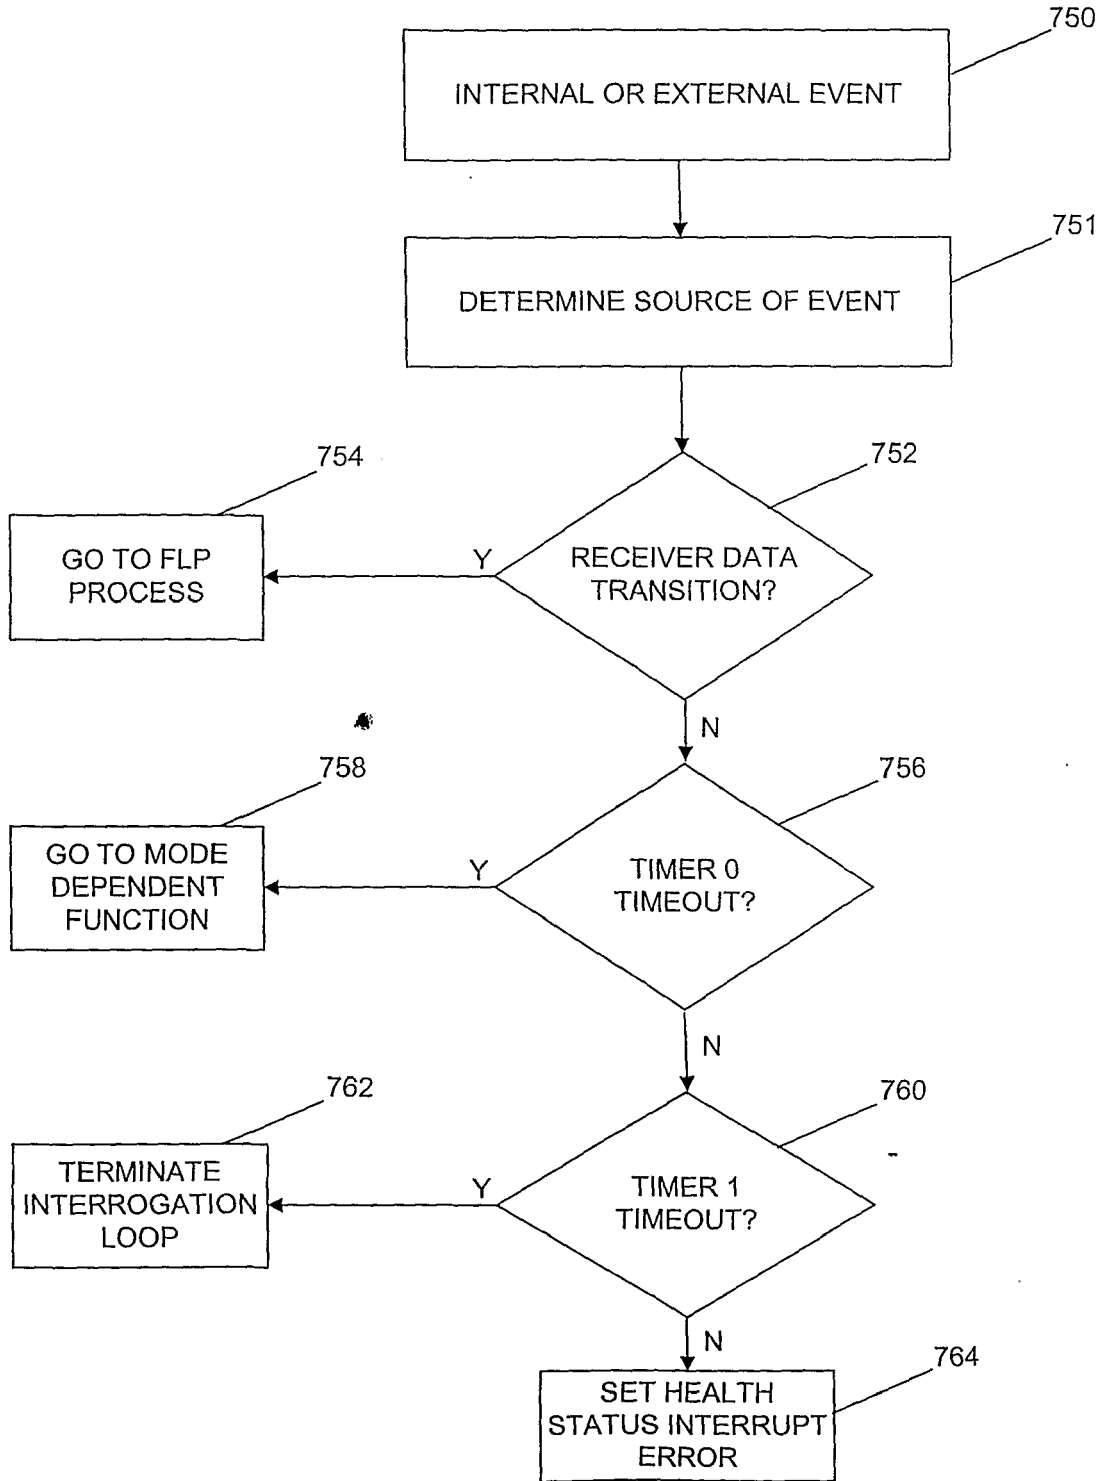 750
INTERNAL OR EXTERNAL EVENT
751
DETERMINE SOURCE OF EVENT
754
752
GO TO FLP
PROCESS
Y
RECEIVER DATA
TRANSITION?
N
758
756
GO TO MODE
DEPENDENT
FUNCTION
Y
TIMER 0
TIMEOUT?
N
762
760
TERMINATE
INTERROGATION
LOOP
Y
TIMER 1
TIMEOUT?
N
764
SET HEALTH
STATUS INTERRUPT
ERROR